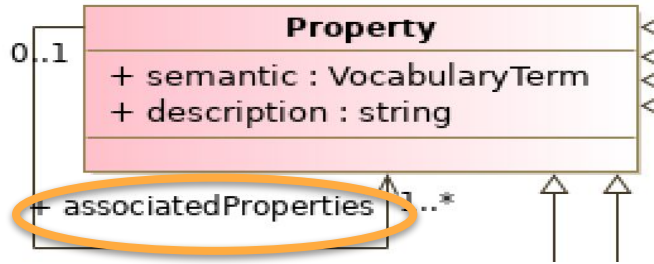 Property
0..1
+ semantic : VocabularyTerm
+ description : string
+ associatedProperties 1..*